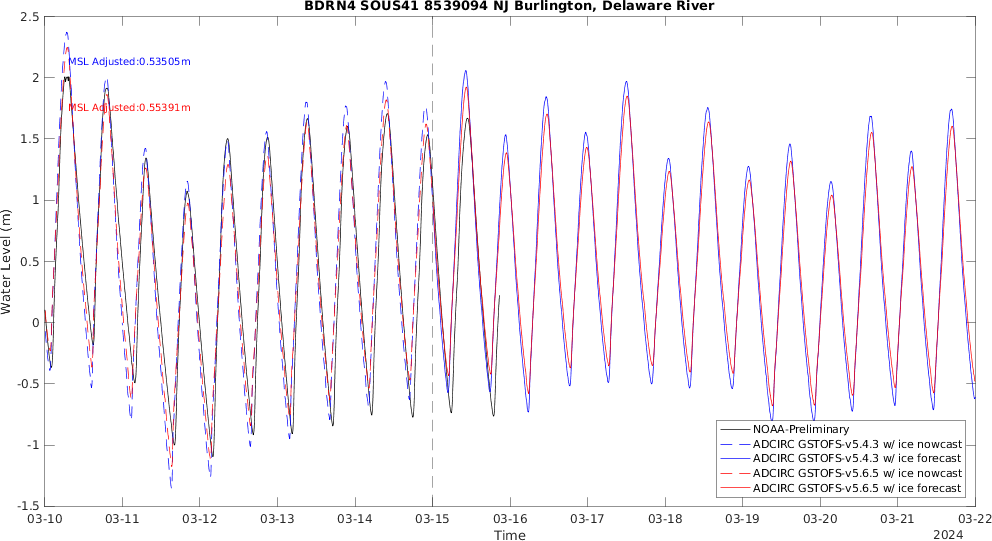 BDRN4 SOUS41 8539094 NJ Burlington, Delaware River
2.5
2
1.5
1
0.5
0
-0.5
-1
-1.5
Water Level (m)
MSL Adjusted:0.53505m
MSL Adjusted:0.55391m
NOAA-Preliminary
ADCIRC GSTOFS-v5.4.3 w/ ice nowcast
ADCIRC GSTOFS-v5.4.3 w/ ice forecast
ADCIRC GSTOFS-v5.6.5 w/ ice nowcast
ADCIRC GSTOFS-v5.6.5 w/ ice forecast
03-10 03-11 03-12 03-13 03-14 03-15 03-16 03-17 03-18 03-19 03-20 03-21 03-22
Time
2024